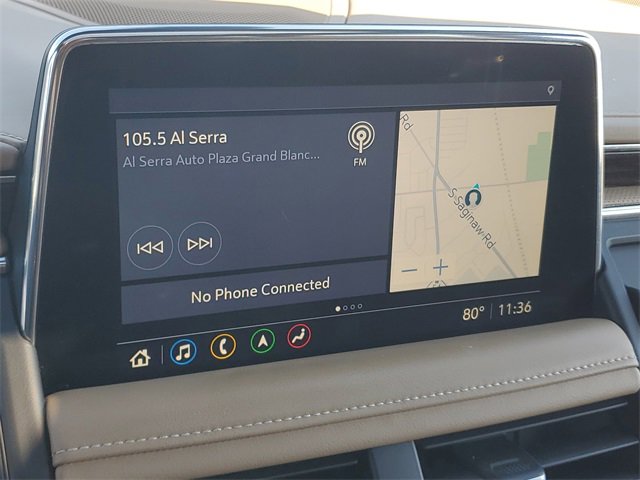 105.5 Al Serra
Al Serra Auto Plaza Grand Blanc...
FM
Rd
S Saginaw Rd
No Phone Connected
80° 11:36